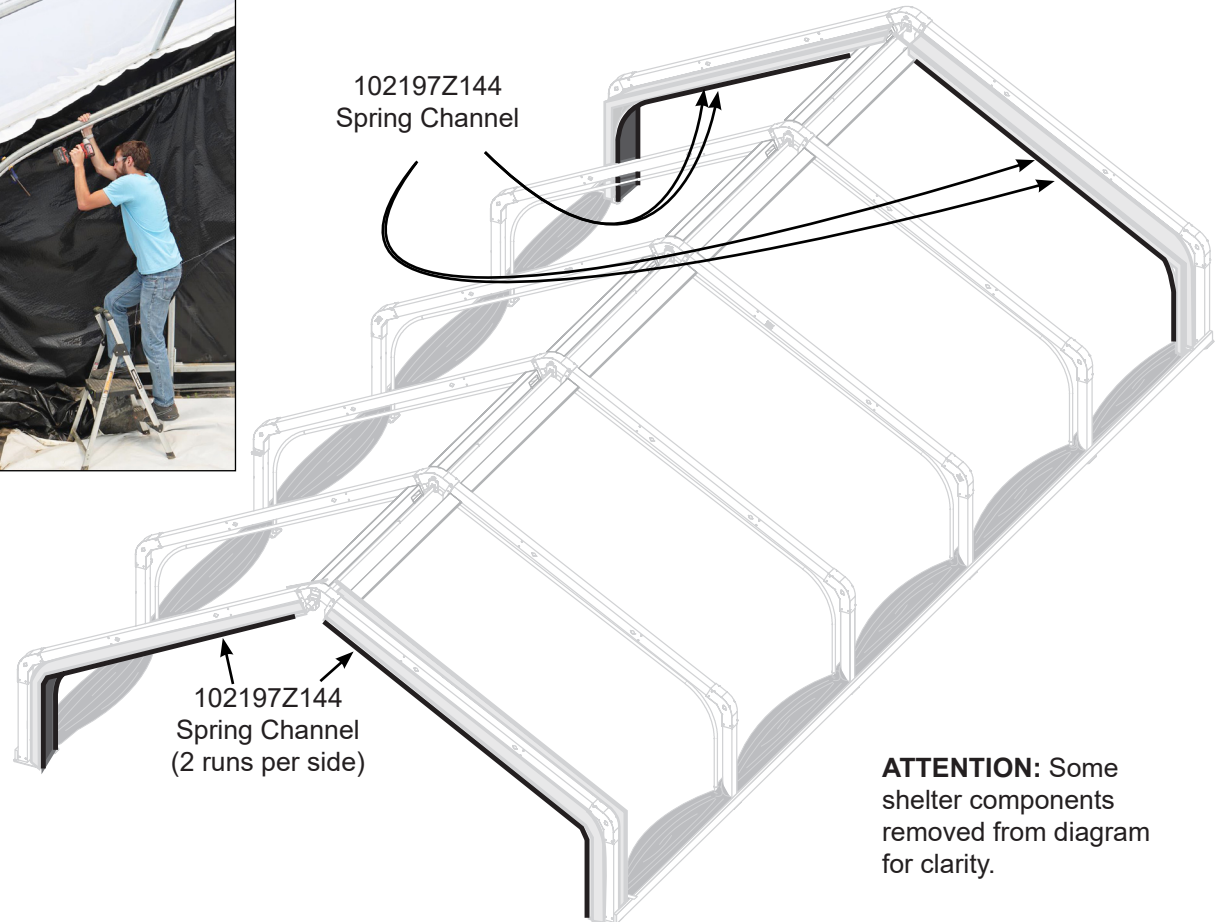 102197Z144
Spring Channel
102197Z144
Spring Channel
(2 runs per side)
ATTENTION: Some
shelter components
removed from diagram
for clarity.